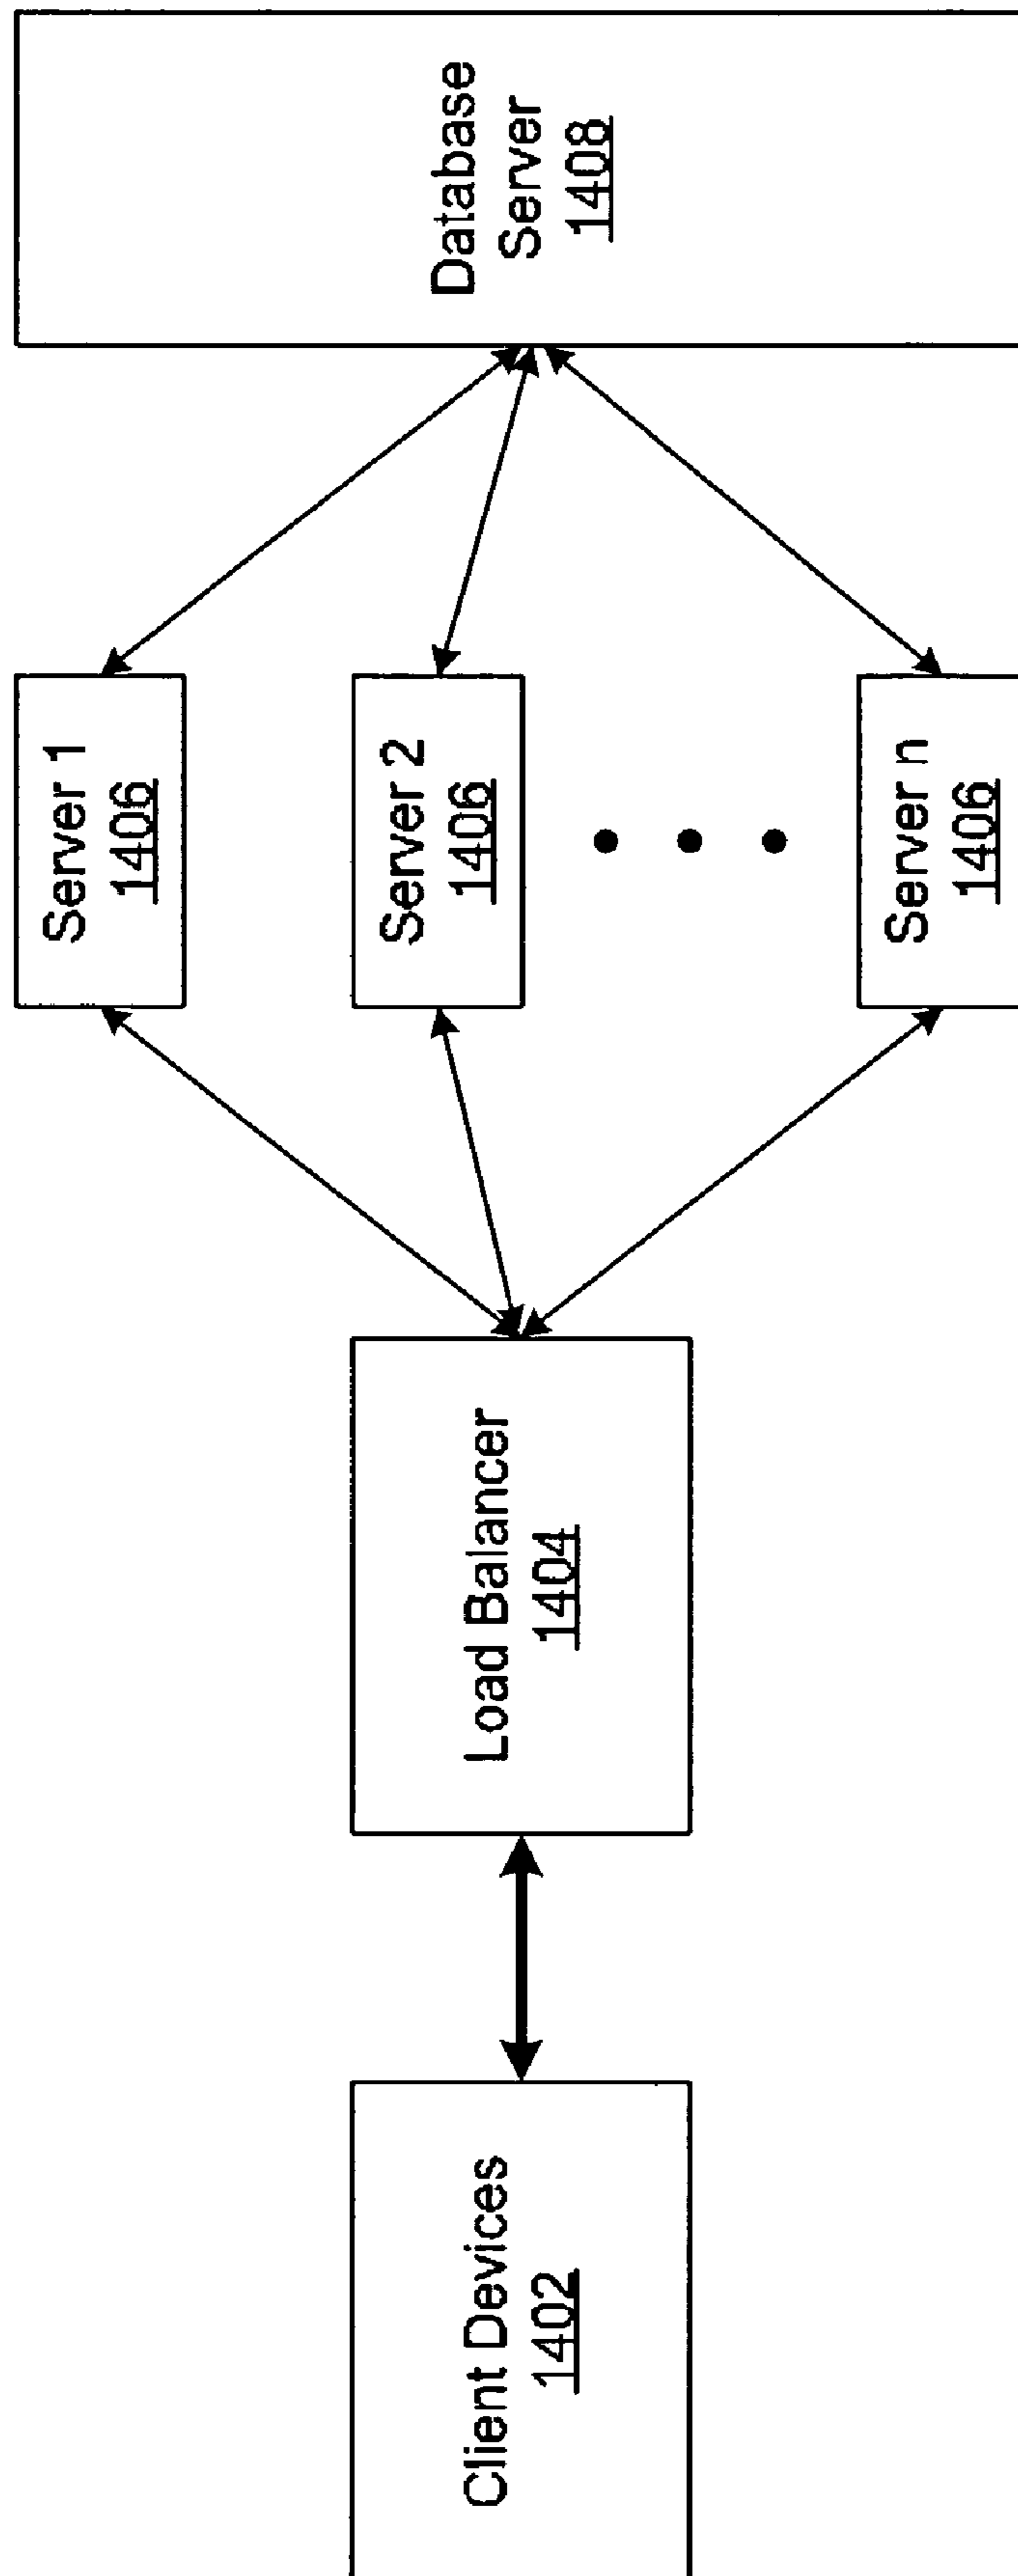 Client Devices
1402
Load Balancer
1404
Server 1
1406
Server 2
1406
Server n
1406
Database
Server
1408